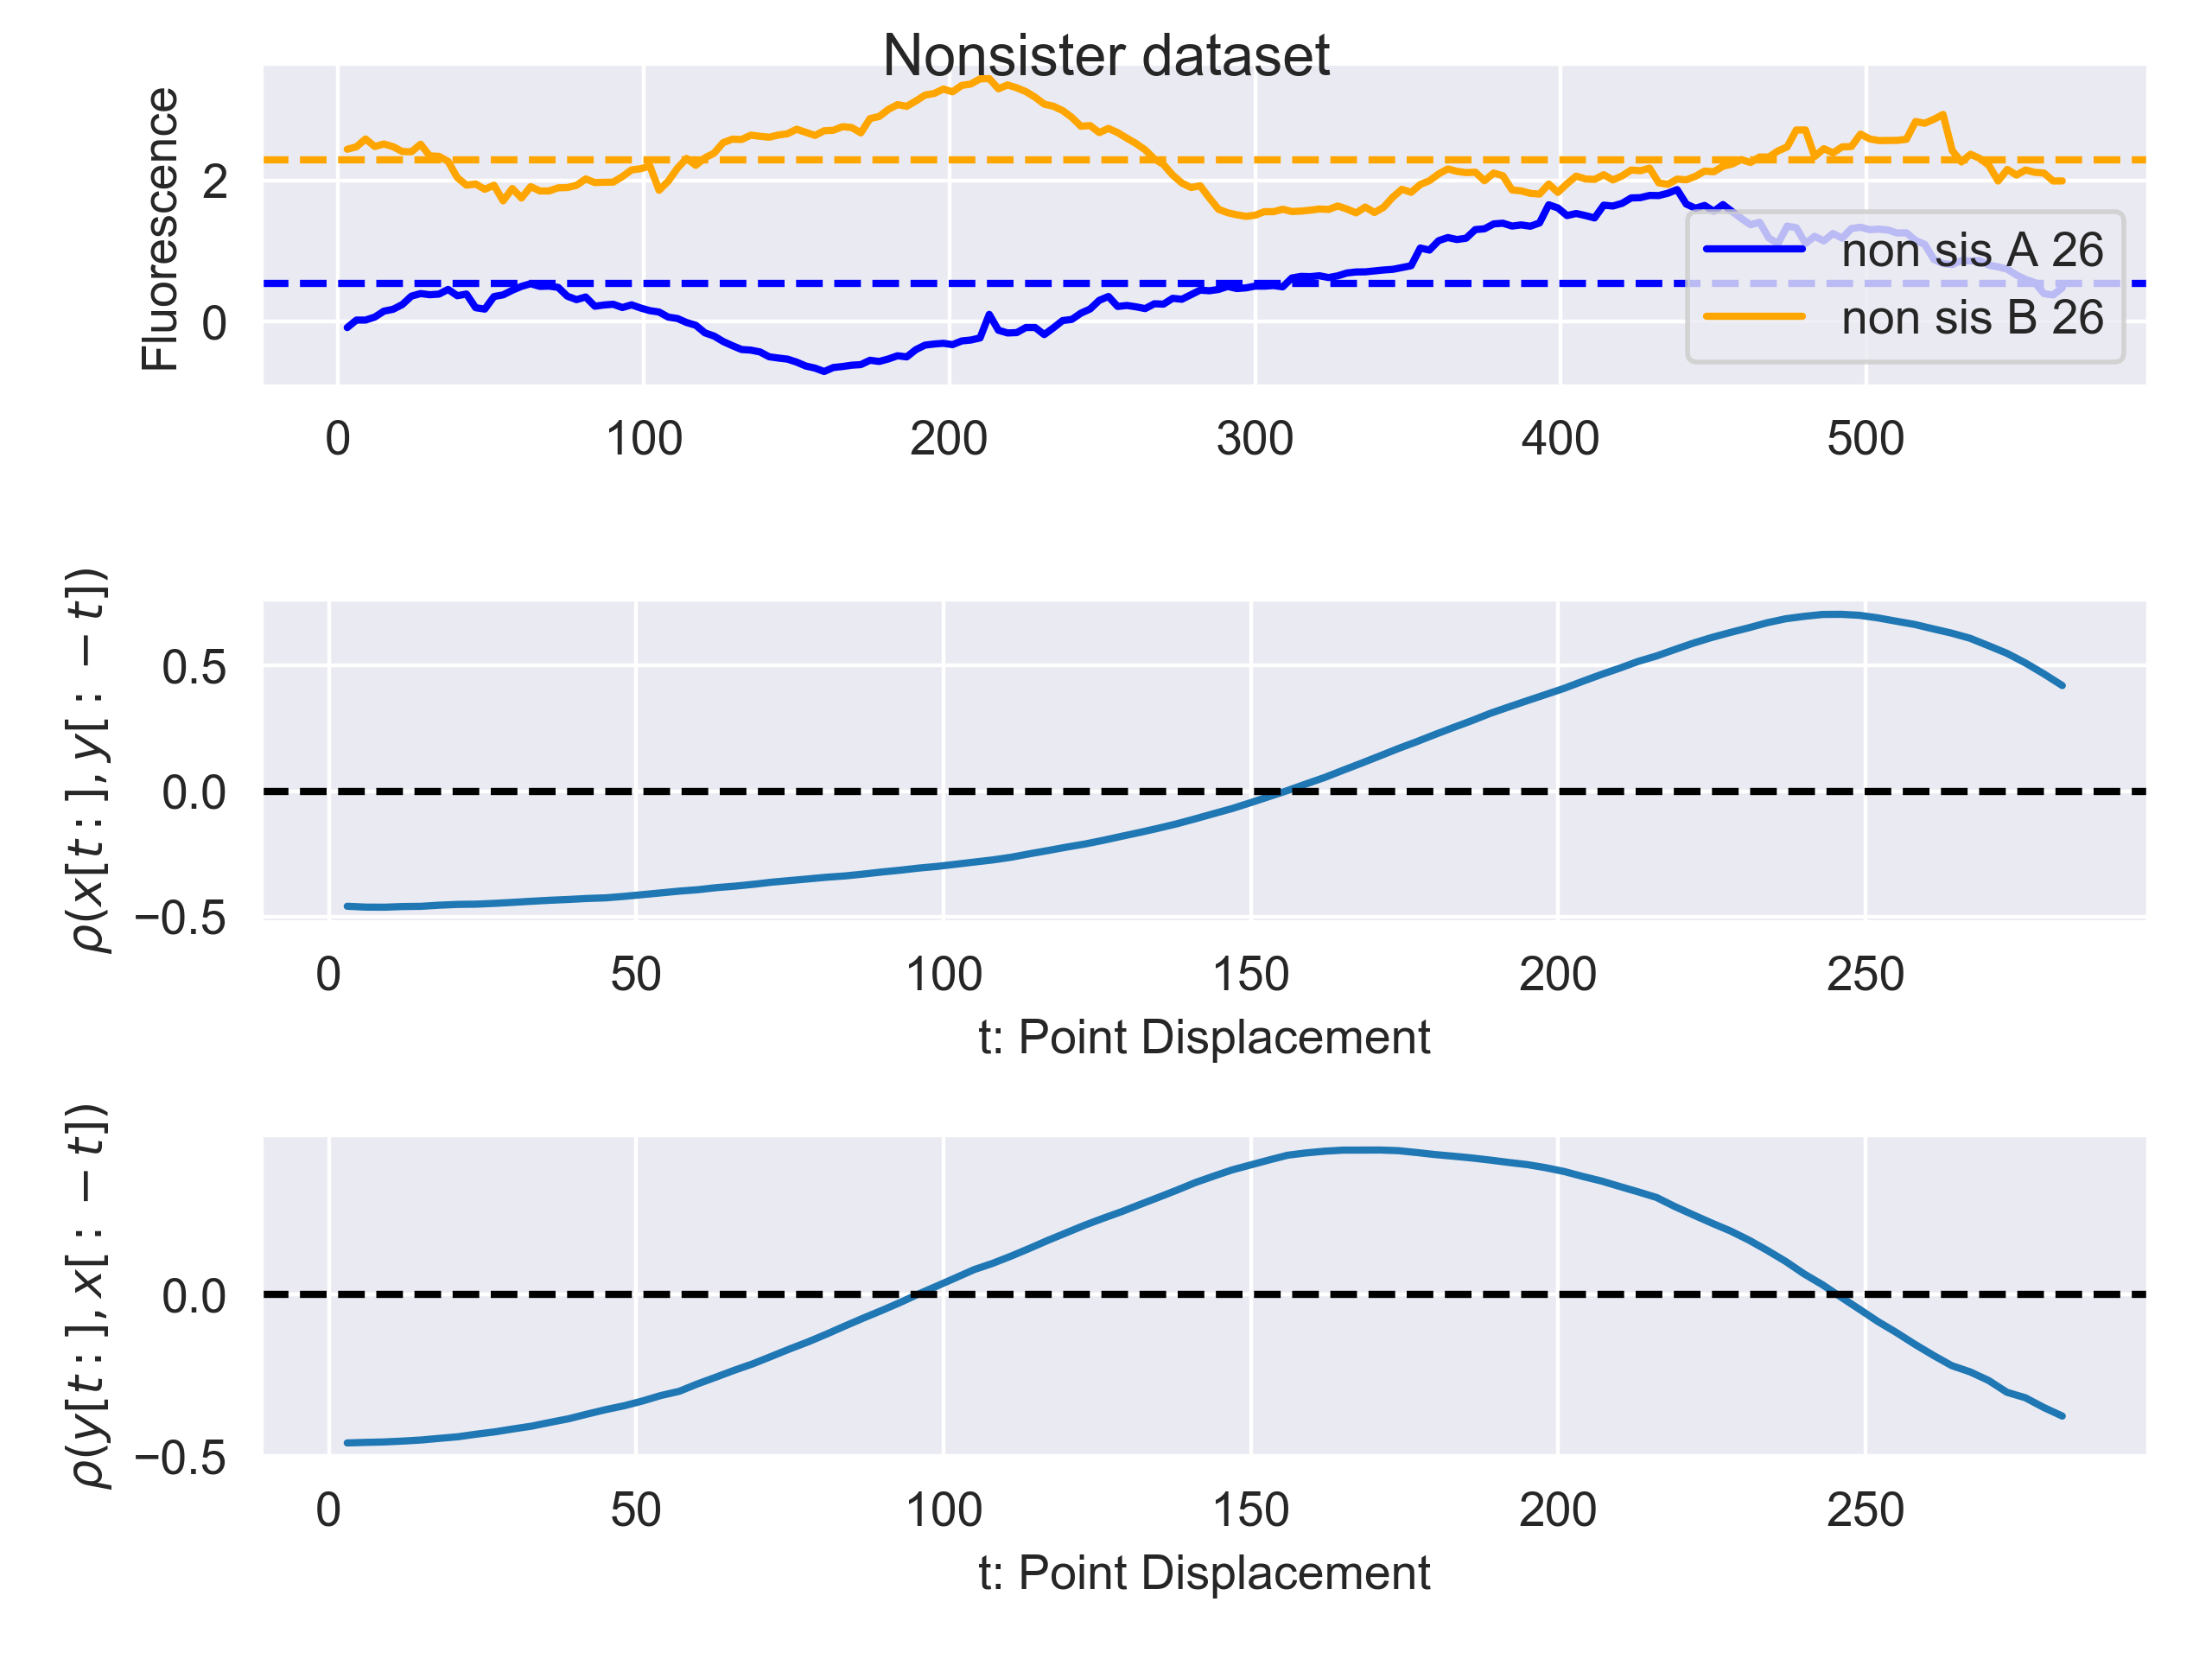 Nonsister dataset
Fluorescence
2
0
non sis A 26
non sis B 26
0 100 200 300 400 500
ρ(x[t:], y[: − t])
0.5
0.0
−0.5
0 50 100 150 200 250
t: Point Displacement
ρ(y[t:], x[: − t])
0.0
−0.5
0 50 100 150 200 250
t: Point Displacement